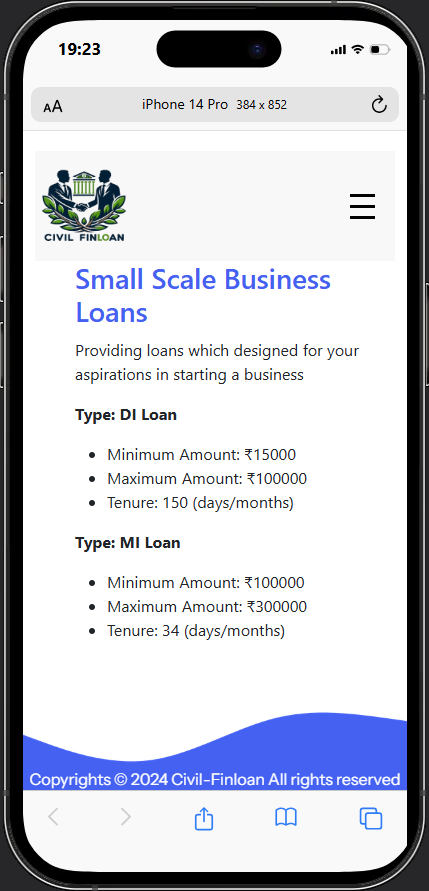 19:23
AA iPhone 14 Pro 384 x 852
CIVIL FINLOAN
Small Scale Business
Loans
Providing loans which designed for your
aspirations in starting a business
Type: DI Loan
Minimum Amount: ₹15000
Maximum Amount: ₹100000
Tenure: 150 (days/months)
Type: MI Loan
Minimum Amount: ₹100000
Maximum Amount: ₹300000
Tenure: 34 (days/months)
Copyrights © 2024 Civil-Finloan All rights reserved